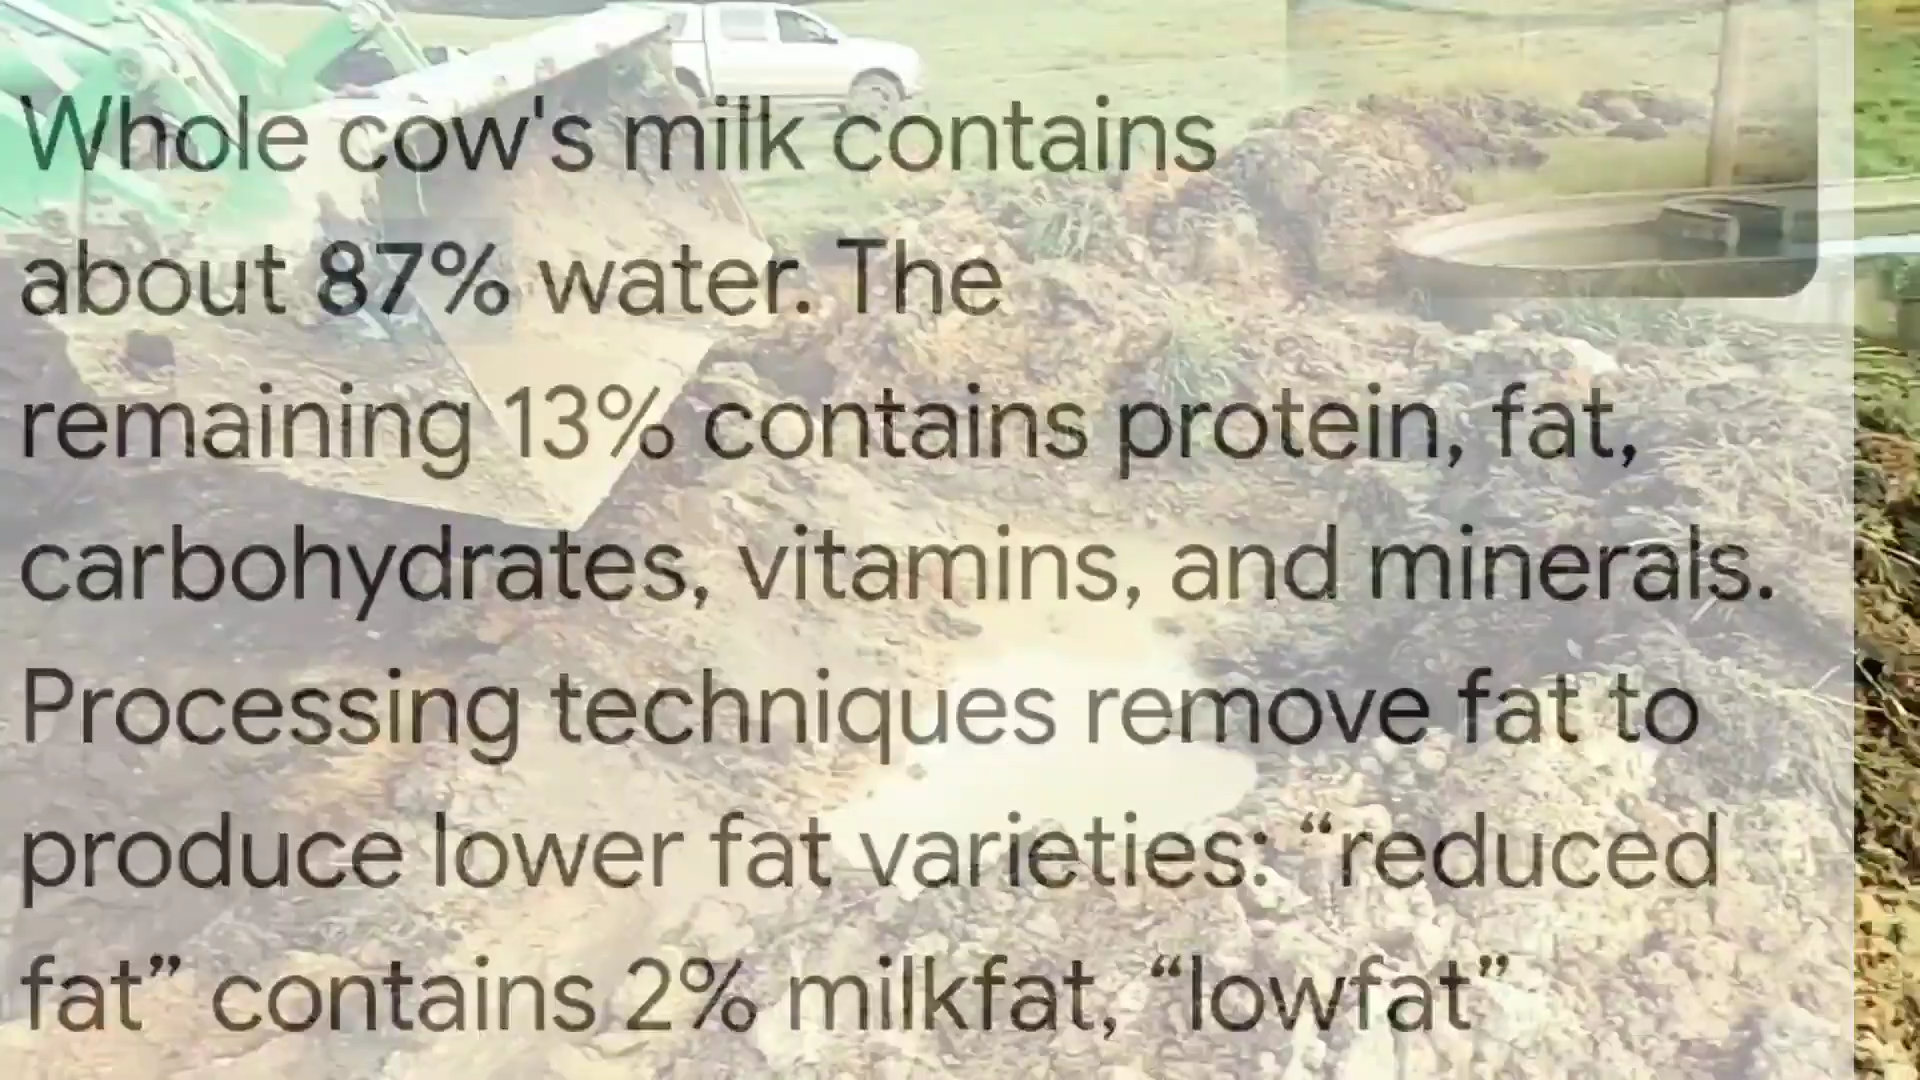 Whole cow's milk contains
about 87% water. The
remaining 13% contains protein, fat,
carbohydrates, vitamins, and minerals.
Processing techniques remove fat to
produce lower fat varieties: “reduced
fat” contains 2% milkfat, “lowfat”